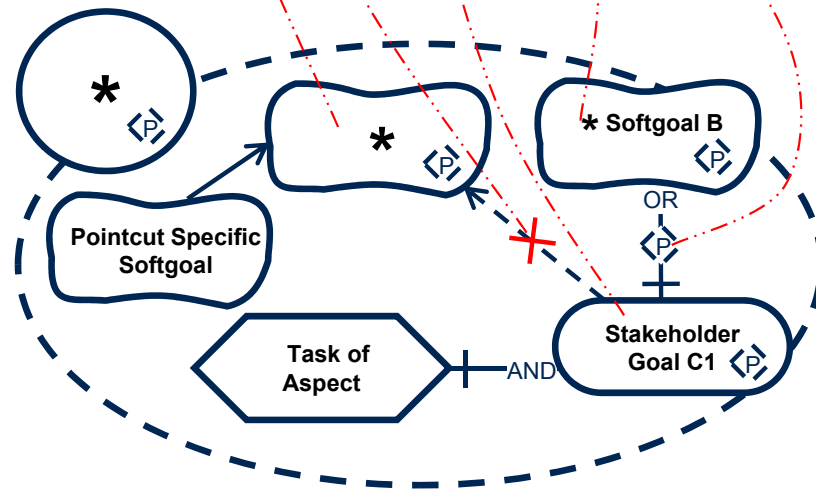 *
P
*
P
* Softgoal B
P
Pointcut Specific
Softgoal
OR
P
Stakeholder
Goal C1
P
Task of
Aspect
AND